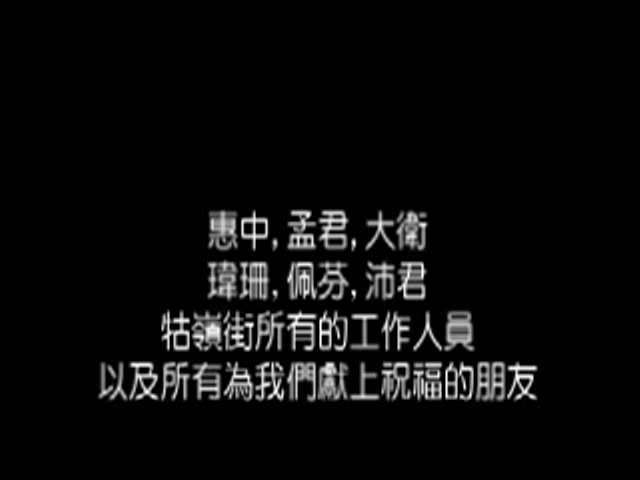 惠中, 孟君, 大衛
瑋珊, 佩芬, 沛君
牯嶺街所有的工作人員
以及所有為我們獻上祝福的朋友